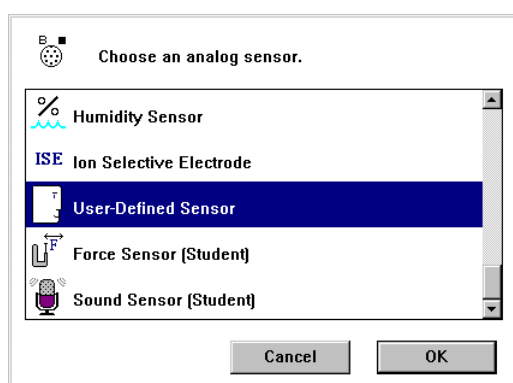 B
Choose an analog sensor.
% Humidity Sensor
ISE Ion Selective Electrode
T J User-Defined Sensor
F Force Sensor (Student)
Sound Sensor (Student)
Cancel OK